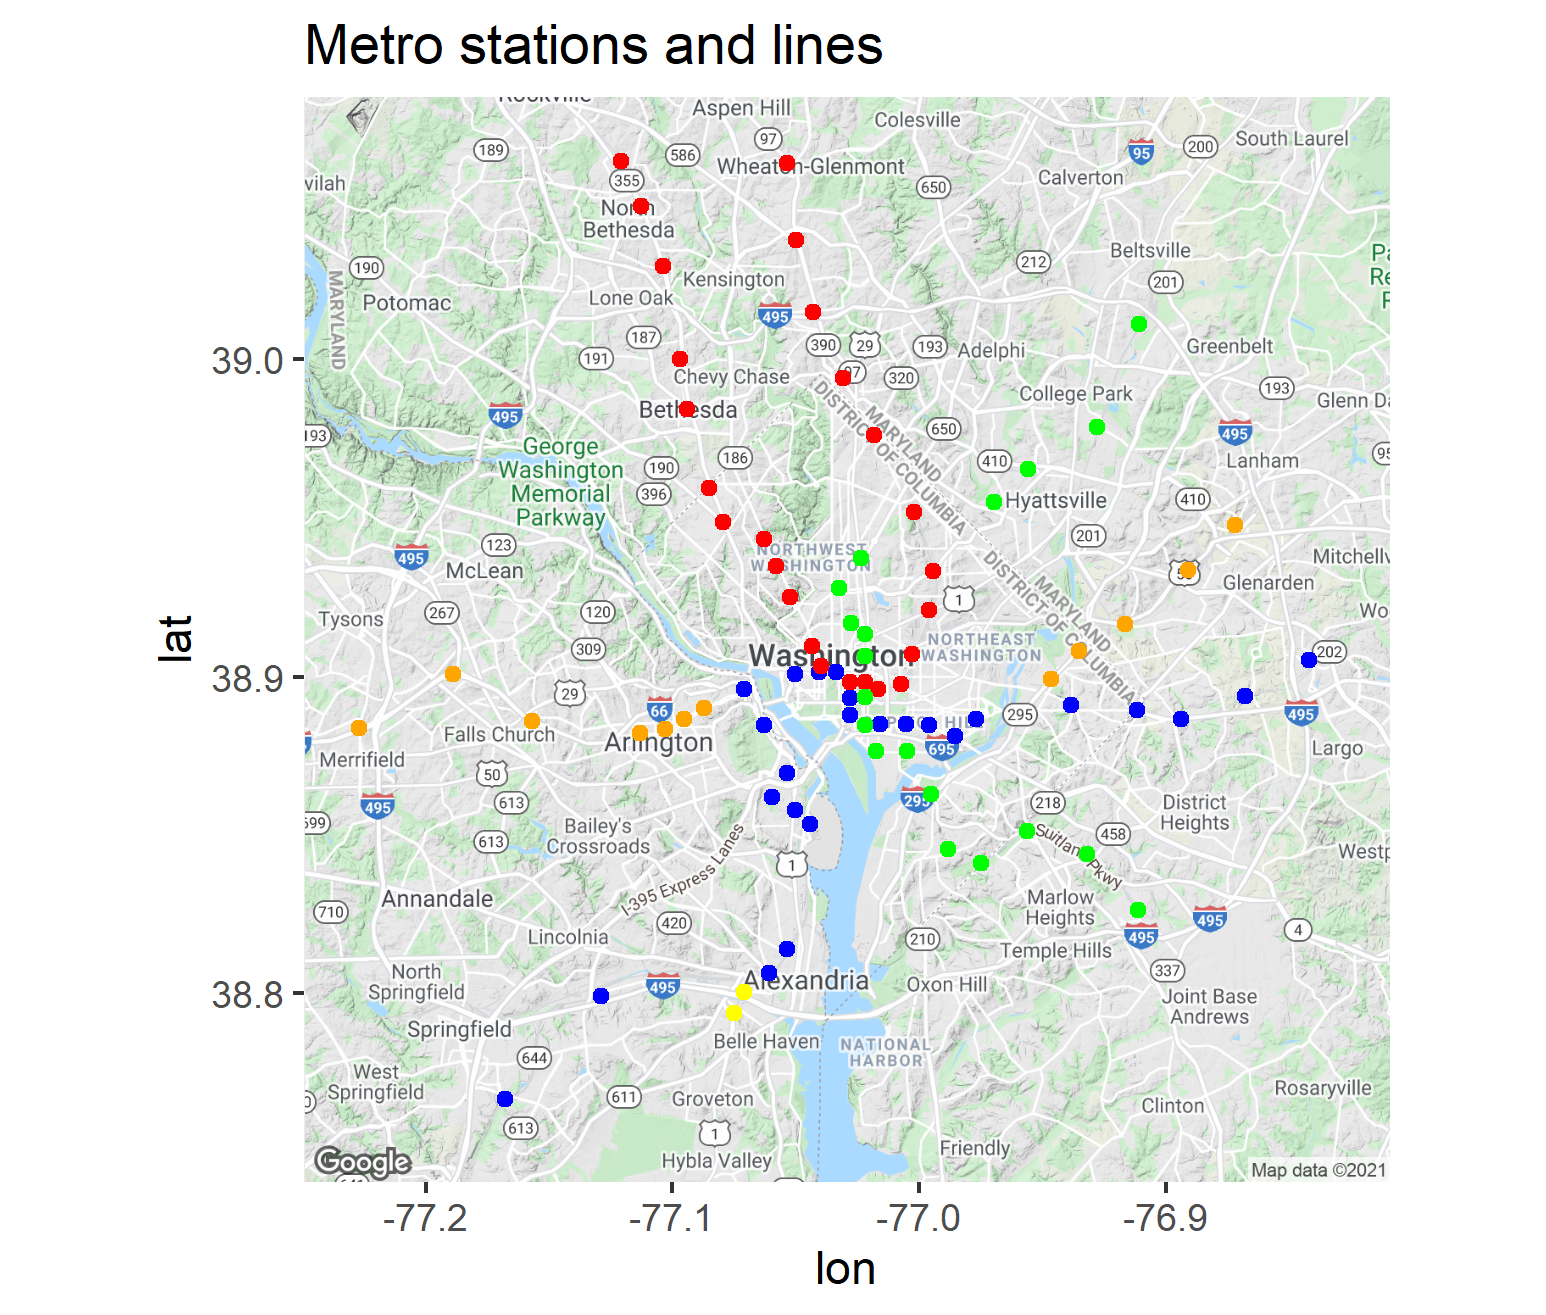 Metro stations and lines
Rockville
Aspen Hill
Colesville
97
South Laurel
189
586
95
200
Wheaton-Glenmont
vilah
355
650
Calverton
North
Bethesda
Beltsville
190
212
Pa
Re
R
MARYLAND
Kensington
201
Potomac
Lone Oak
495
187
390
29
193
Adelphi
Greenbelt
39.0
191
97
320
Chevy Chase
193
College Park
Glenn Da
Bethesda
495
MARYLAND
DISTRICT OF COLUMBIA
650
495
193
George
Washington
Memorial
Parkway
186
190
396
410
Lanham
95
Hyattsville
410
123
201
495
NORTHWEST
WASHINGTON
McLean
Mitchellv
DISTRICT OF COLUMBIA
MARYLAND
Glenarden
1
267
120
Tysons
Wo
lat
309
NORTHEAST
WASHINGTON
Washington
202
38.9
29
66
295
495
Falls Church
Arlington
695
Largo
Merrifield
50
495
613
295
218
District
Heights
699
613
Bailey's
Crossroads
Suitland Pkwy
458
Westp
1
I-395 Express Lanes
Annandale
Marlow
Heights
710
420
495
495
4
Lincolnia
210
Temple Hills
North
Springfield
495
Alexandria
Oxon Hill
337
38.8
Joint Base
Andrews
Springfield
Belle Haven
NATIONAL
HARBOR
644
West
Springfield
611
Groveton
Rosaryville
Clinton
613
1
Friendly
Google
Hybla Valley
Map data ©2021
-77.2
-77.1
-77.0
-76.9
lon